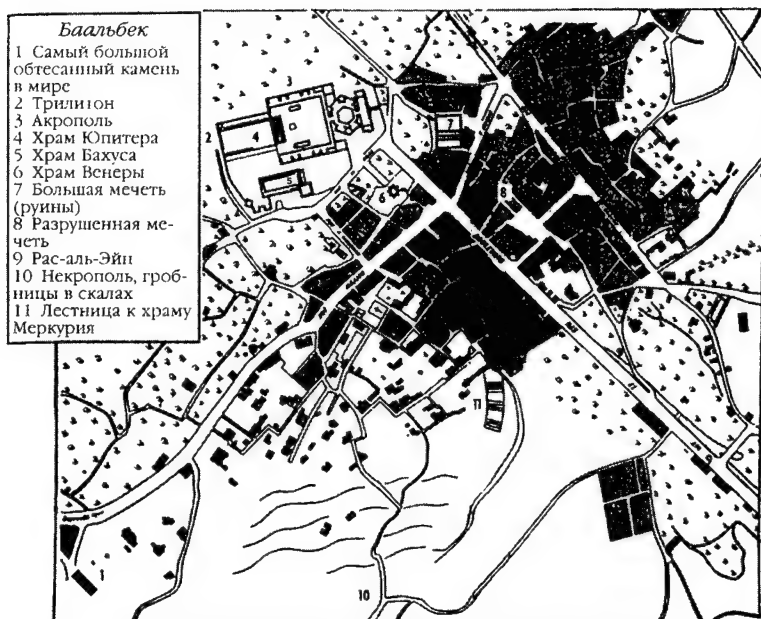 Баальбек
1 Самый большой
обтесанный камень
в мире
2 Трилитон
3 Акрополь
4 Храм Юпитера
5 Храм Бахуса
6 Храм Венеры
7 Большая мечеть
(руины)
8 Разрушенная ме-
четь
9 Рас-аль-Эйн
10 Некрополь, гроб-
ницы в скалах
11 Лестница к храму
Меркурия
3
2
4
7
5
6
8
11
1
10